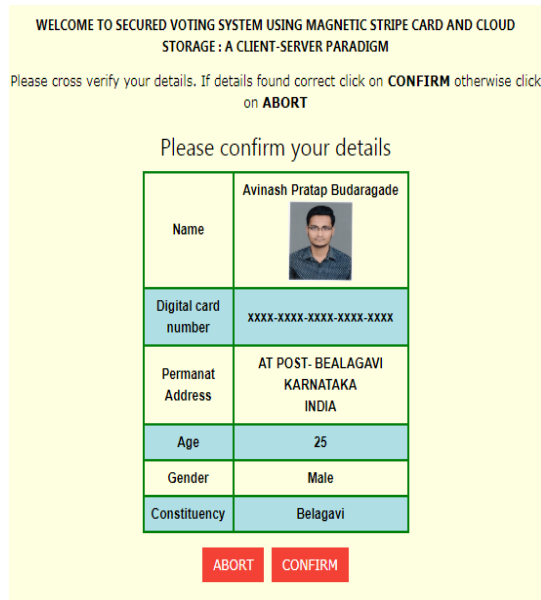 WELCOME TO SECURED VOTING SYSTEM USING MAGNETIC STRIPE CARD AND CLOUD
STORAGE : A CLIENT-SERVER PARADIGM
Please cross verify your details. If details found correct click on CONFIRM otherwise click
on ABORT
Please confirm your details
Name
Avinash Pratap Budaragade
Digital card
number
xxxx-xxxx-xxxx-xxxx-xxxx
Permanat
Address
AT POST- BEALAGAVI
KARNATAKA
INDIA
Age
25
Gender
Male
Constituency
Belagavi
ABORT
CONFIRM